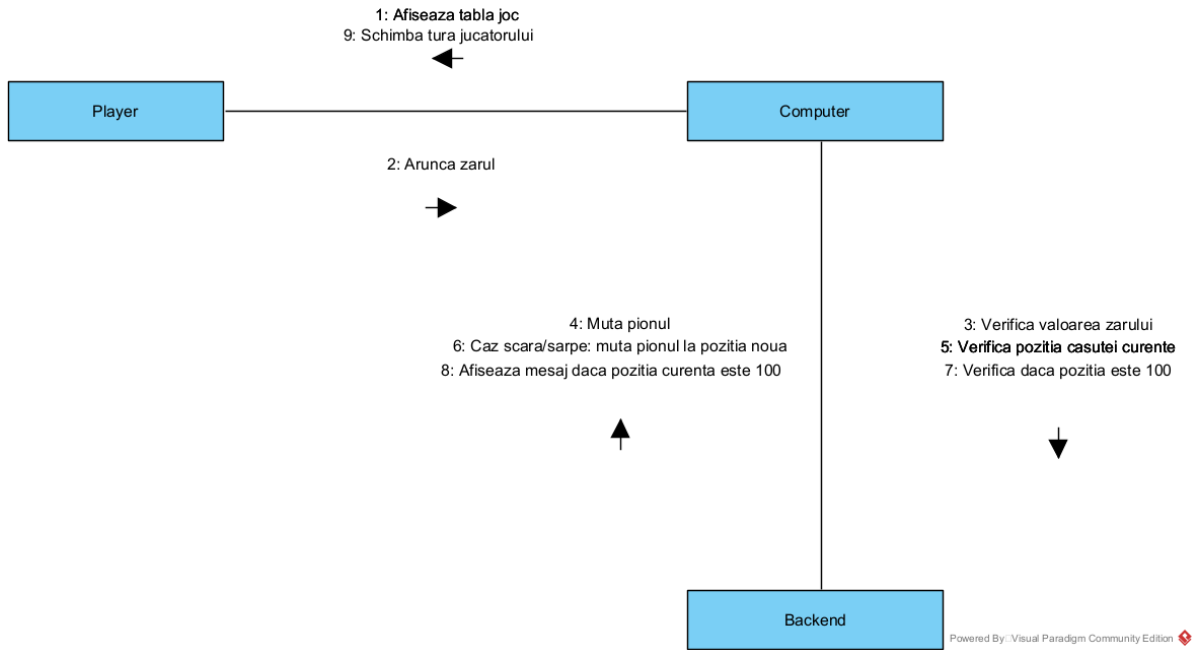 1: Afiseaza tabla joc
9: Schimba tura jucatorului
Player
Computer
2: Arunca zarul
4: Muta pionul
6: Caz scara/sarpe: muta pionul la pozitia noua
8: Afiseaza mesaj daca pozitia curenta este 100
3: Verifica valoarea zarului
5: Verifica pozitia casutei curente
7: Verifica daca pozitia este 100
Backend
Powered By Visual Paradigm Community Edition